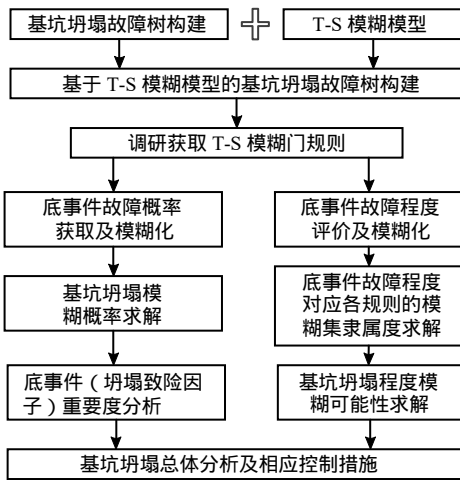 基坑坍塌故障树构建
T-S 模糊模型
基于 T-S 模糊模型的基坑坍塌故障树构建
调研获取 T-S 模糊门规则
底事件故障概率
获取及模糊化
底事件故障程度
评价及模糊化
基坑坍塌模
糊概率求解
底事件故障程度
对应各规则的模
糊集隶属度求解
底事件（坍塌致险因
子）重要度分析
基坑坍塌程度模
糊可能性求解
基坑坍塌总体分析及相应控制措施